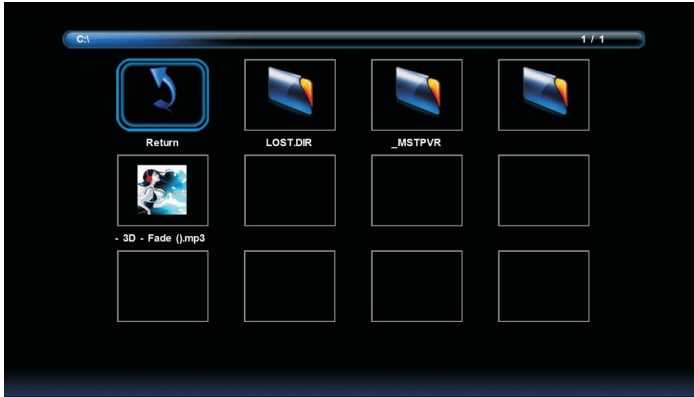 C:\
1 / 1
Return
LOST.DIR
_MSTPVR
- 3D - Fade ().mp3